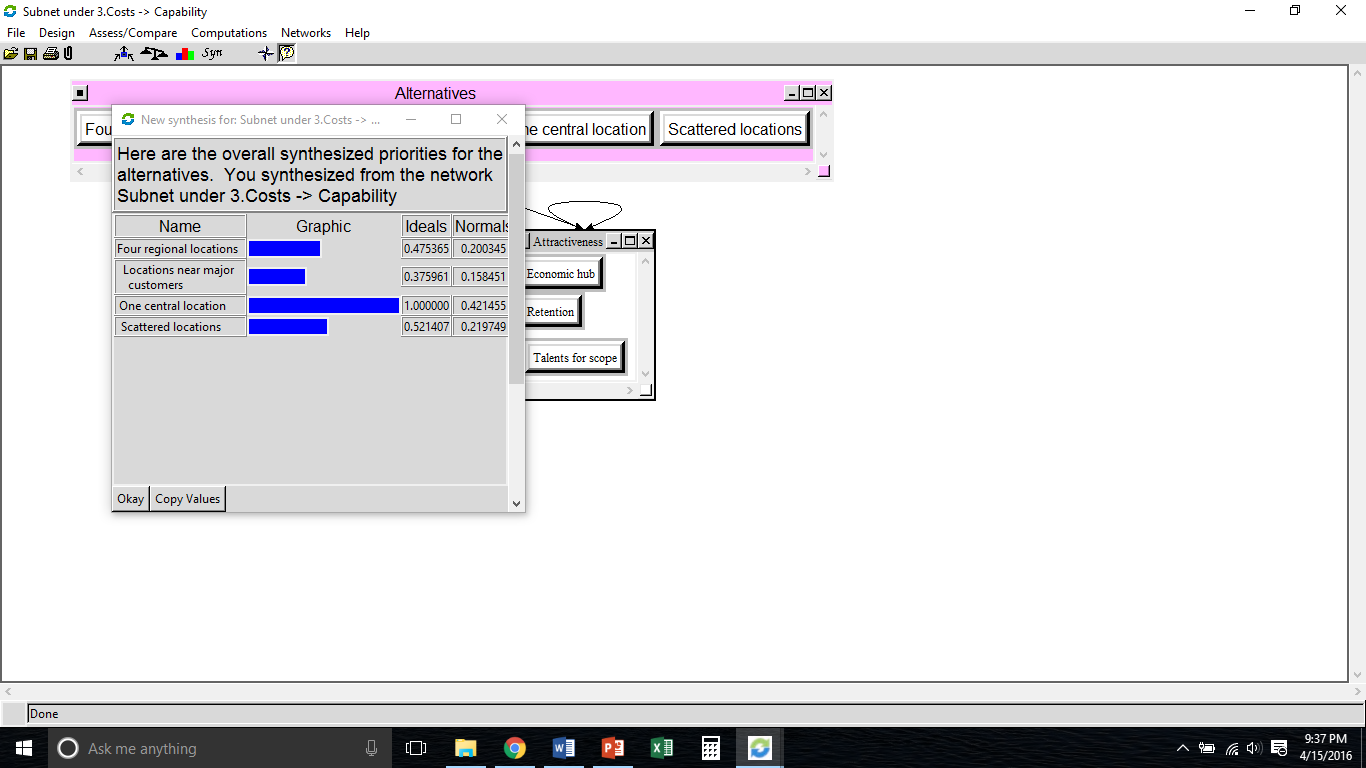 Subnet under 3.Costs -> Capability
File Design Assess/Compare Computations Networks Help
Syn
Alternatives
New synthesis for: Subnet under 3.Costs -> ...
Fou
ne central location
Scattered locations
Here are the overall synthesized priorities for the
alternatives. You synthesized from the network
Subnet under 3.Costs -> Capability
Name Graphic Ideals Normals
Four regional locations 0.475365 0.200345
Locations near major
customers 0.375961 0.158451
One central location 1.000000 0.421455
Scattered locations 0.521407 0.219749
Okay Copy Values
Attractiveness
Economic hub
Retention
Talents for scope
Done
Ask me anything
9:37 PM
4/15/2016